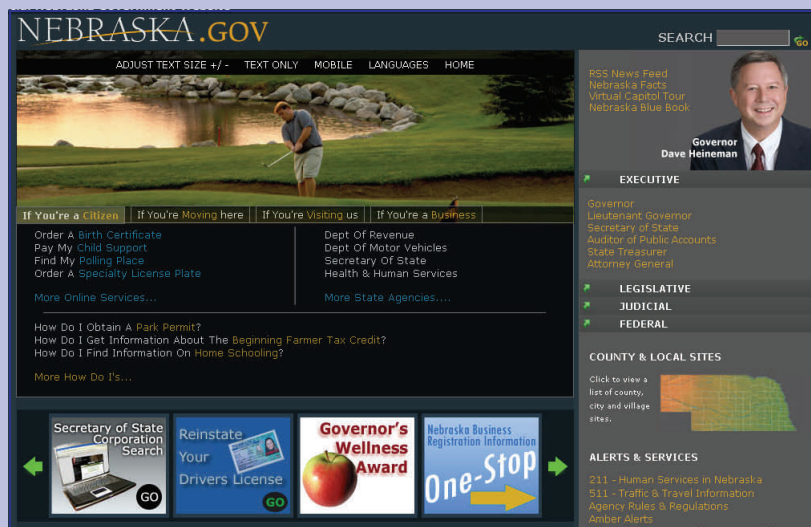 NEBRASKA.GOV
SEARCH
GO
ADJUST TEXT SIZE +/- TEXT ONLY MOBILE LANGUAGES HOME
RSS News Feed
Nebraska Facts
Virtual Capitol Tour
Nebraska Blue Book
Governor
Dave Heineman
If You're a Citizen If You're Moving here If You're Visiting us If You're a Business
Order A Birth Certificate
Pay My Child Support
Find My Polling Place
Order A Specialty License Plate
More Online Services...
Dept Of Revenue
Dept Of Motor Vehicles
Secretary Of State
Health & Human Services
More State Agencies....
How Do I Obtain A Park Permit?
How Do I Get Information About The Beginning Farmer Tax Credit?
How Do I Find Information On Home Schooling?
More How Do I's...
EXECUTIVE
Governor
Lieutenant Governor
Secretary of State
Auditor of Public Accounts
State Treasurer
Attorney General
LEGISLATIVE
JUDICIAL
FEDERAL
COUNTY & LOCAL SITES
Click to view a
list of county,
city and village
sites.
ALERTS & SERVICES
211 - Human Services in Nebraska
511 - Traffic & Travel Information
Agency Rules & Regulations
Amber Alerts
Secretary of State
Corporation
Search
GO
Reinstate
Your
Drivers License
GO
Governor's
Wellness
Award
Nebraska Business
Registration Information
One-Stop